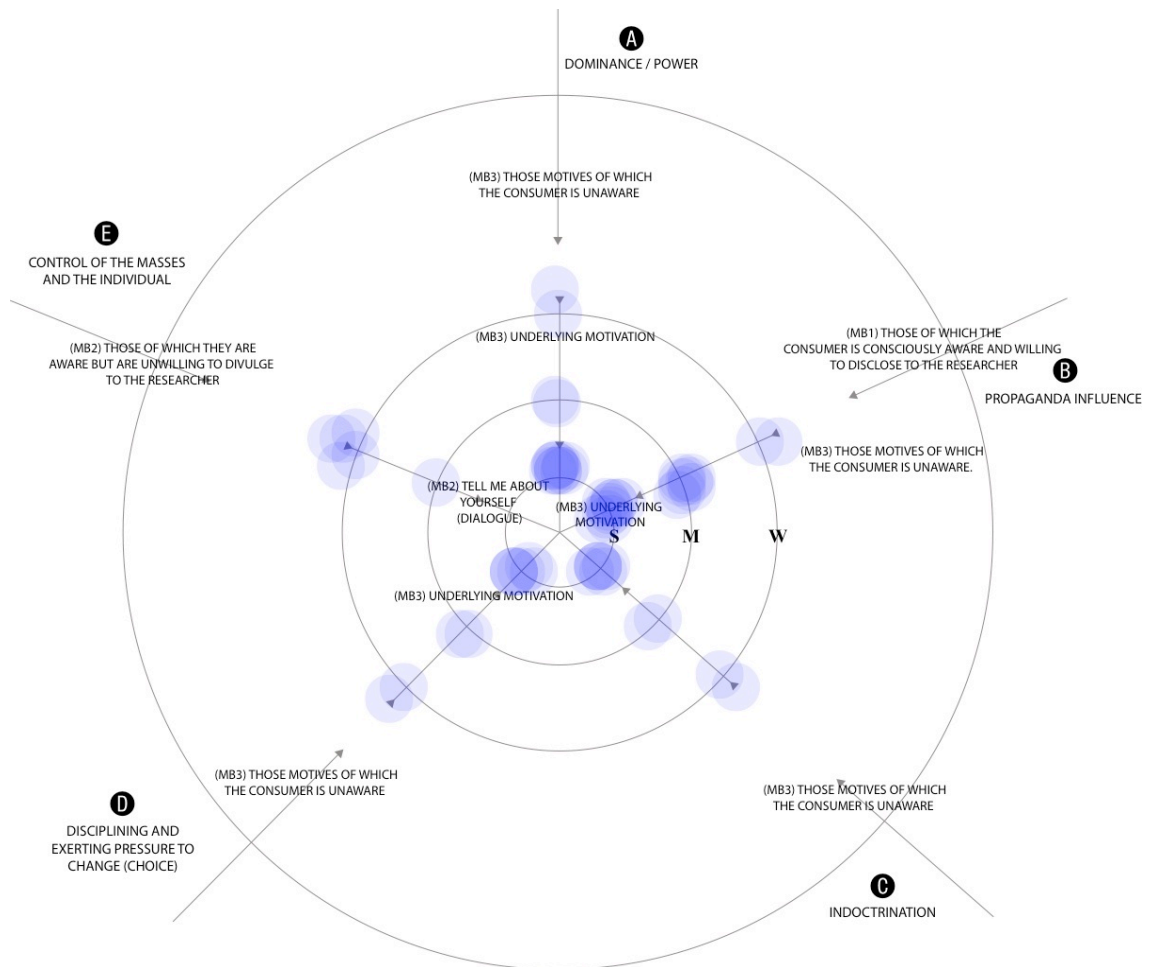 A
DOMINANCE / POWER
(MB3) THOSE MOTIVES OF WHICH
THE CONSUMER IS UNAWARE
E
CONTROL OF THE MASSES
AND THE INDIVIDUAL
(MB2) THOSE OF WHICH THEY ARE
AWARE BUT ARE UNWILLING TO DIVULGE
TO THE RESEARCHER
(MB3) UNDERLYING MOTIVATION
(MB1) THOSE OF WHICH THE
CONSUMER IS CONSCIOUSLY AWARE AND WILLING
TO DISCLOSE TO THE RESEARCHER
B
PROPAGANDA INFLUENCE
(MB3) THOSE MOTIVES OF WHICH
THE CONSUMER IS UNAWARE.
(MB2) TELL ME ABOUT
YOURSELF
(DIALOGUE)
(MB3) UNDERLYING
MOTIVATION
S
M
W
(MB3) UNDERLYING MOTIVATION
(MB3) THOSE MOTIVES OF WHICH
THE CONSUMER IS UNAWARE
D
DISCIPLINING AND
EXERTING PRESSURE TO
CHANGE (CHOICE)
(MB3) THOSE MOTIVES OF WHICH
THE CONSUMER IS UNAWARE
C
INDOCTRINATION